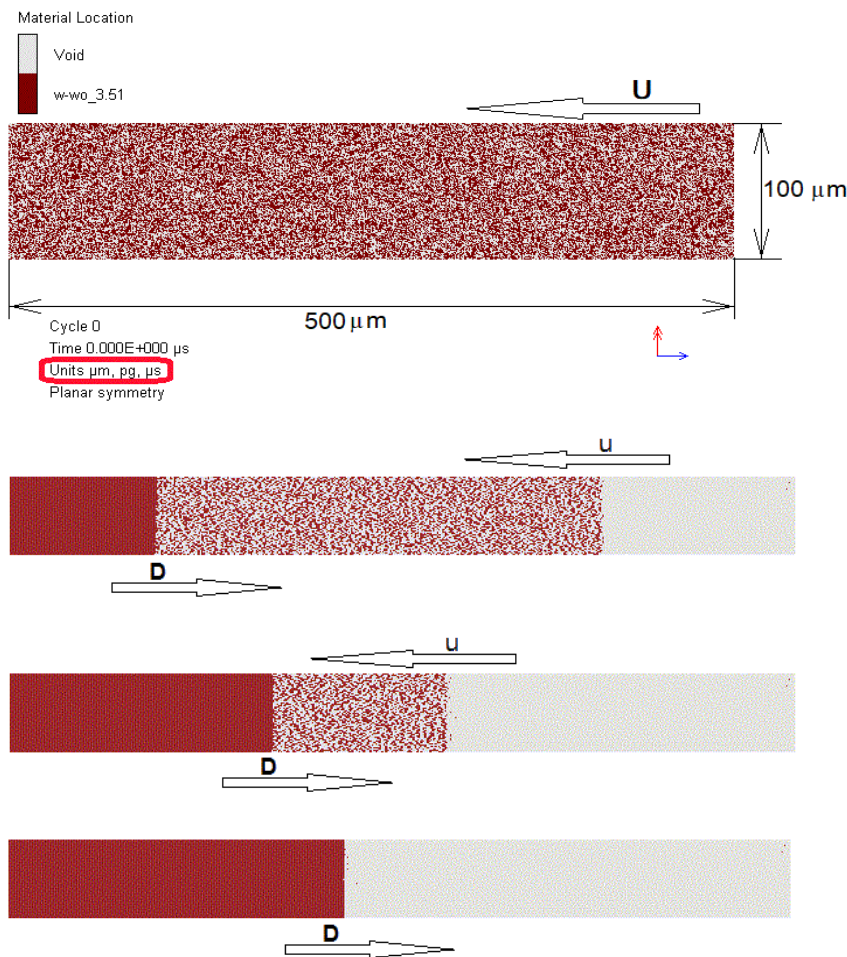 Material Location
Void
w-wo_3.51
U
100 μm
500 μm
Cycle 0
Time 0.000E+000 µs
Units µm, pg, µs
Planar symmetry
u
D
u
D
D